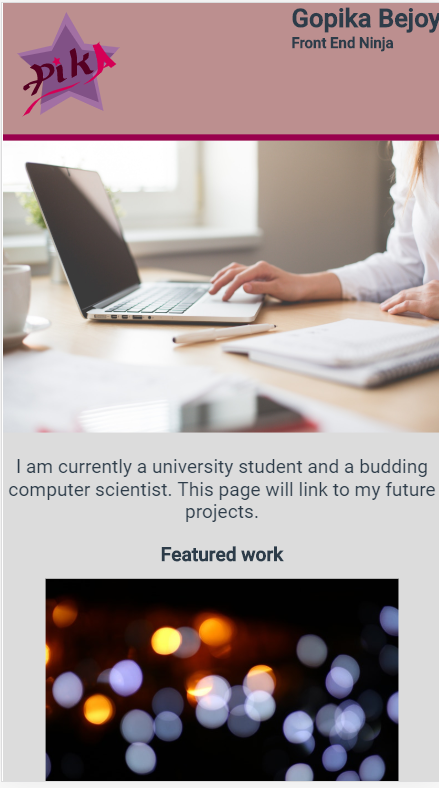 PikA
Gopika Bejoy
Front End Ninja
I am currently a university student and a budding
computer scientist. This page will link to my future
projects.
Featured work